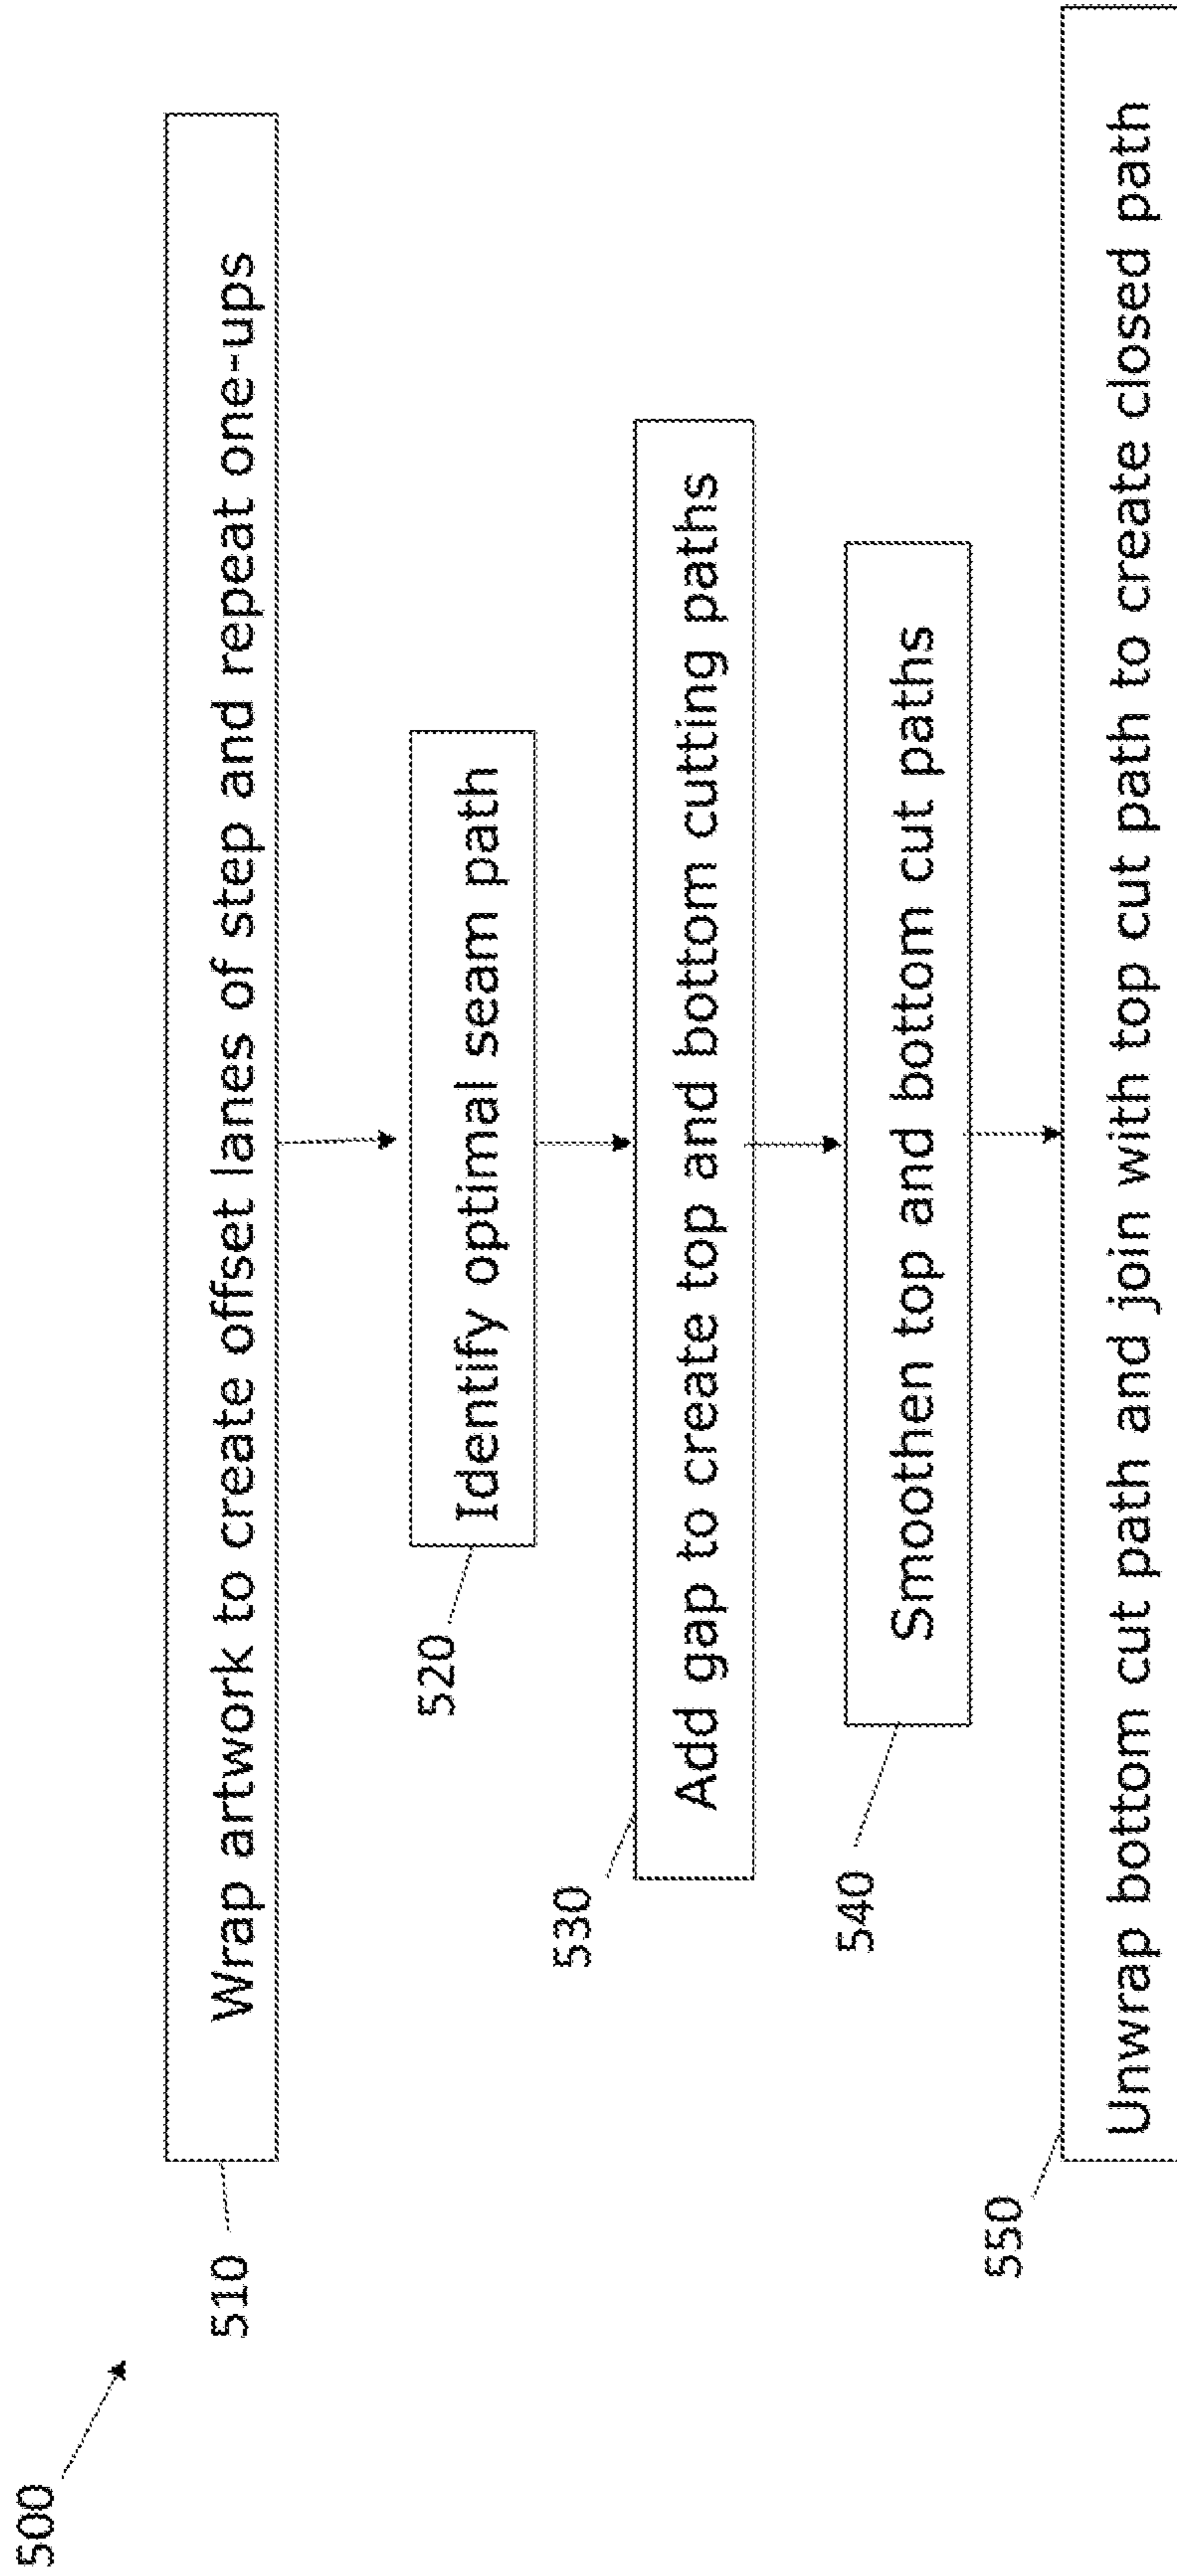 500
510
Wrap artwork to create offset lanes of step and repeat one-ups
520
Identify optimal seam path
530
Add gap to create top and bottom cutting paths
540
Smoothen top and bottom cut paths
550
Unwrap bottom cut path and join with top cut path to create closed path